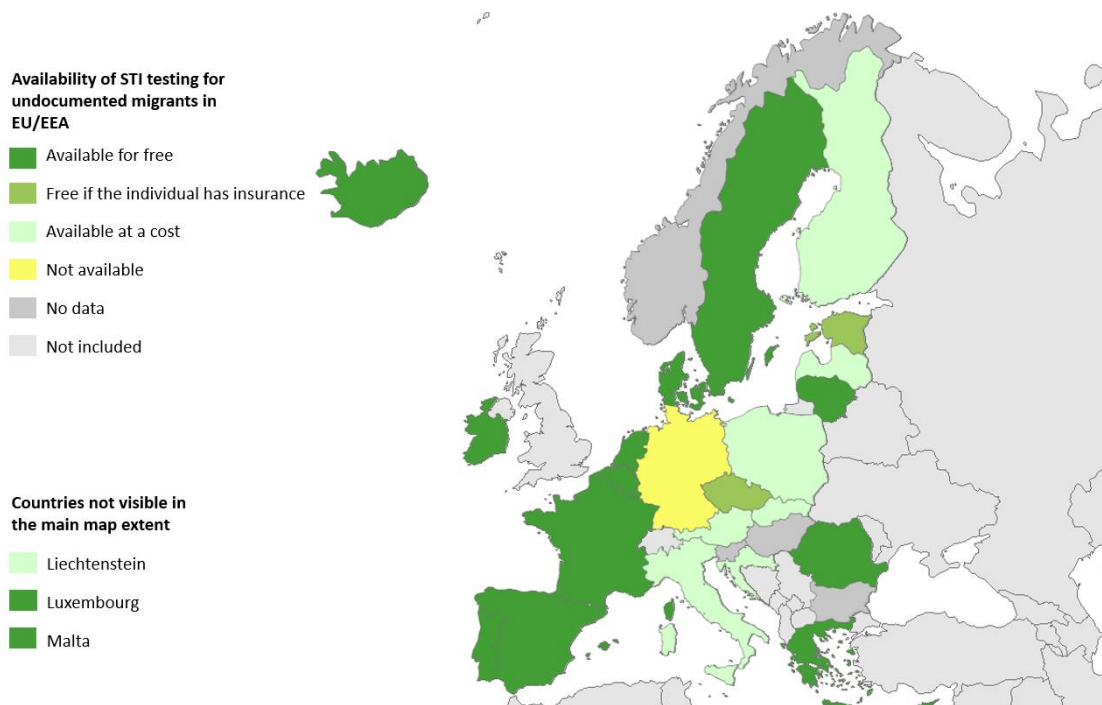 Availability of STI testing for
undocumented migrants in
EU/EEA
Available for free
Free if the individual has insurance
Available at a cost
Not available
No data
Not included
Countries not visible in
the main map extent
Liechtenstein
Luxembourg
Malta